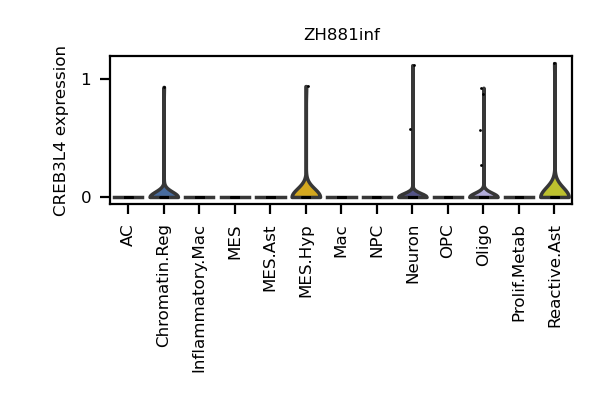 ZH881inf
CREB3L4 expression
1
0
AC
Chromatin.Reg
Inflammatory.Mac
MES
MES.Ast
MES.Hyp
Mac
NPC
Neuron
OPC
Oligo
Prolif.Metab
Reactive.Ast